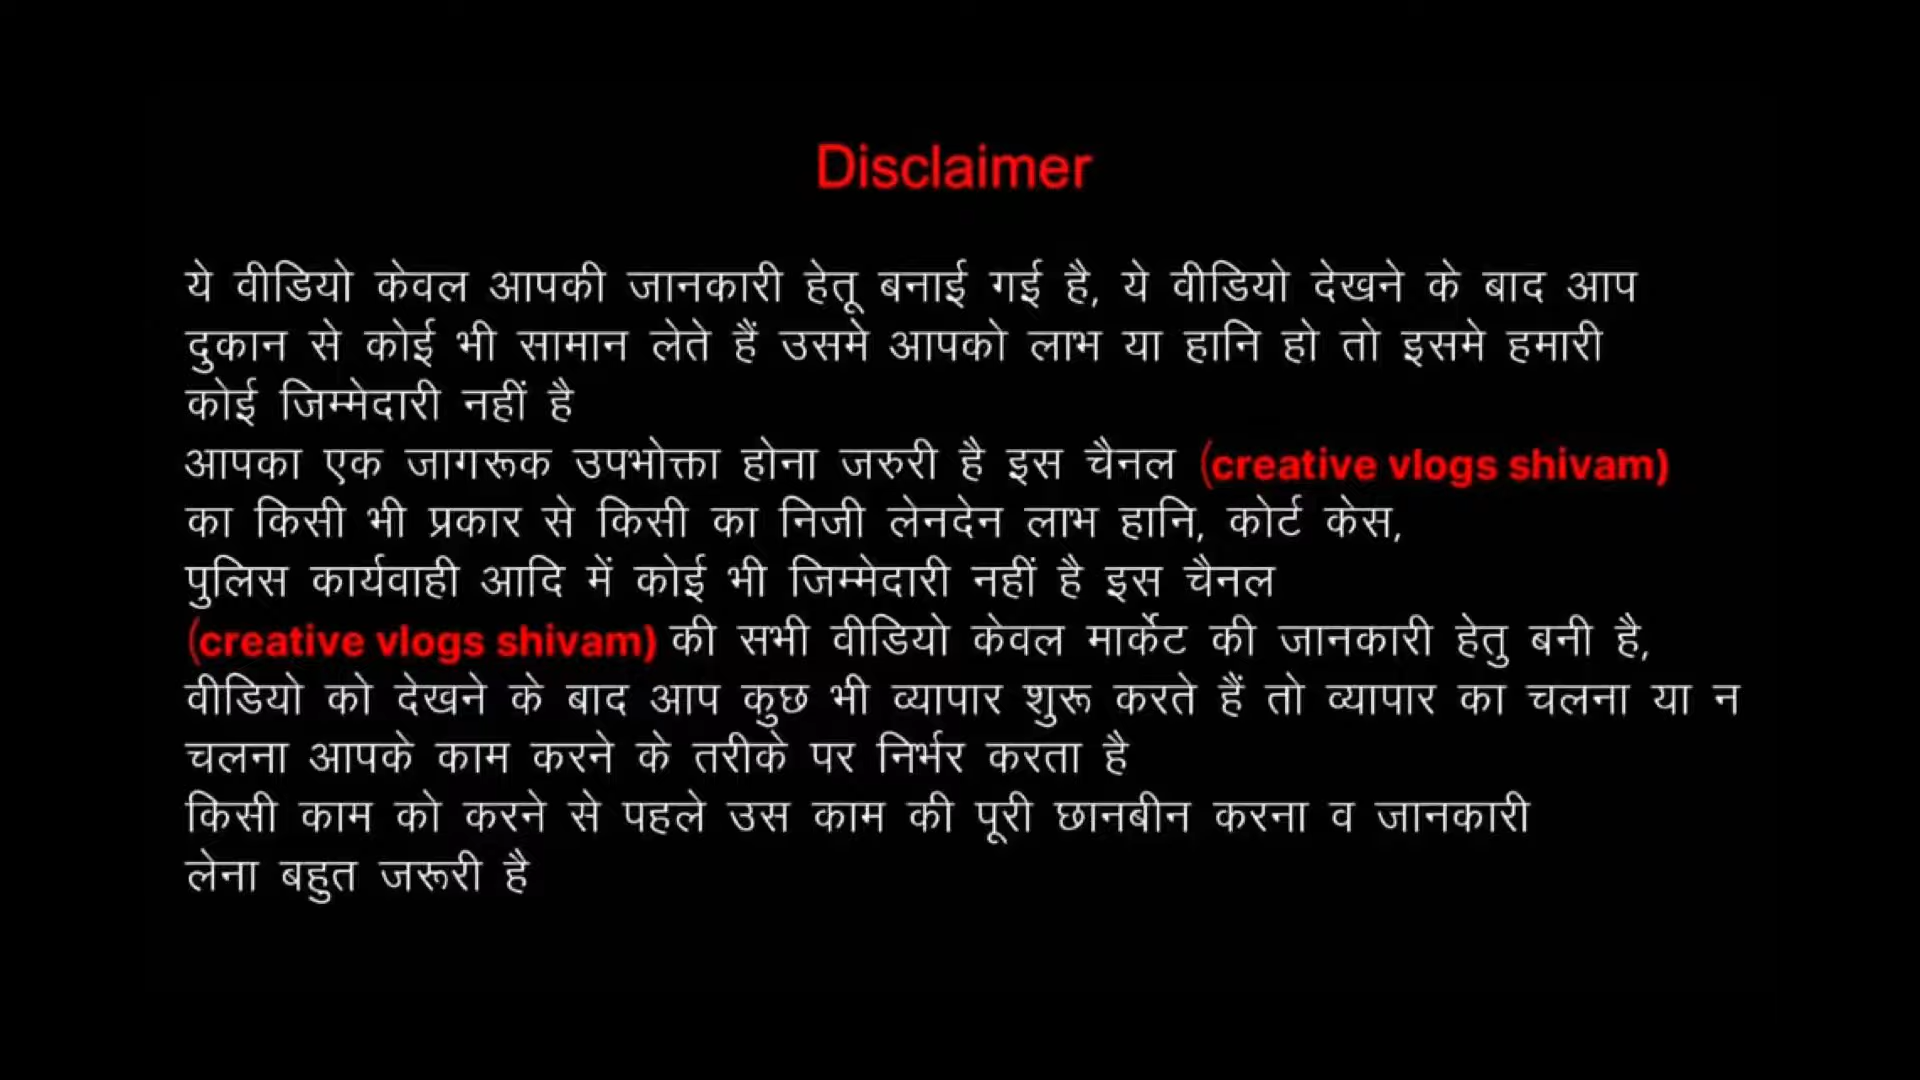 Disclaimer
ये वीडियो केवल आपकी जानकारी हेतू बनाई गई है, ये वीडियो देखने के बाद आप
दुकान से कोई भी सामान लेते हैं उसमे आपको लाभ या हानि हो तो इसमे हमारी
कोई जिम्मेदारी नहीं है
आपका एक जागरूक उपभोक्ता होना जरुरी है इस चैनल (creative vlogs shivam)
का किसी भी प्रकार से किसी का निजी लेनदेन लाभ हानि, कोर्ट केस,
पुलिस कार्यवाही आदि में कोई भी जिम्मेदारी नहीं है इस चैनल
(creative vlogs shivam) की सभी वीडियो केवल मार्केट की जानकारी हेतु बनी है,
वीडियो को देखने के बाद आप कुछ भी व्यापार शुरू करते हैं तो व्यापार का चलना या न
चलना आपके काम करने के तरीके पर निर्भर करता है
किसी काम को करने से पहले उस काम की पूरी छानबीन करना व जानकारी
लेना बहुत जरूरी है